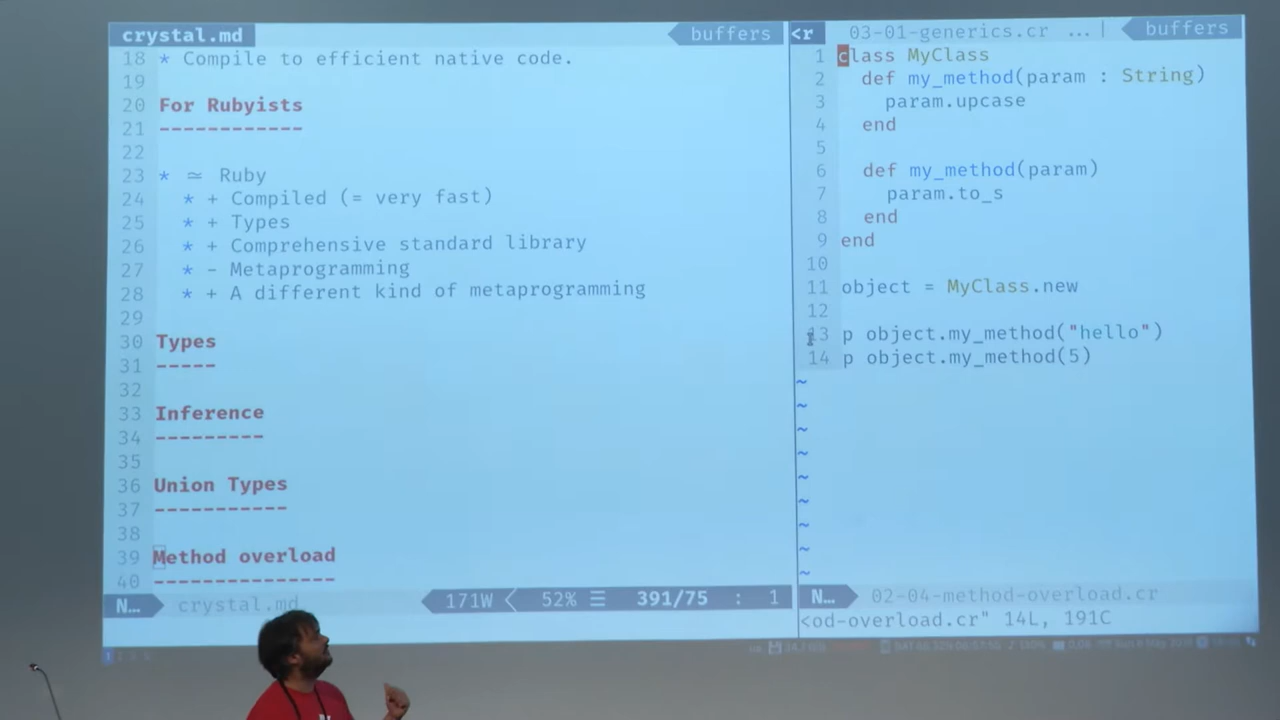 crystal.md
buffers
18 * Compile to efficient native code.
19
20 For Rubyists
21 ------------
22
23 * ≃ Ruby
24 * + Compiled (= very fast)
25 * + Types
26 * + Comprehensive standard library
27 * - Metaprogramming
28 * + A different kind of metaprogramming
29
30 Types
31 -----
32
33 Inference
34 ---------
35
36 Union Types
37 -----------
38
39 Method overload
40 ---------------
N… crystal.md 171W 52% ☰ 391/75 : 1
<r 03-01-generics.cr ... | buffers
1 class MyClass
2 def my_method(param : String)
3 param.upcase
4 end
5
6 def my_method(param)
7 param.to_s
8 end
9 end
10
11 object = MyClass.new
12
13 p object.my_method("hello")
14 p object.my_method(5)
~
~
~
~
~
~
~
~
~
N… 02-04-method-overload.cr
<od-overload.cr" 14L, 191C